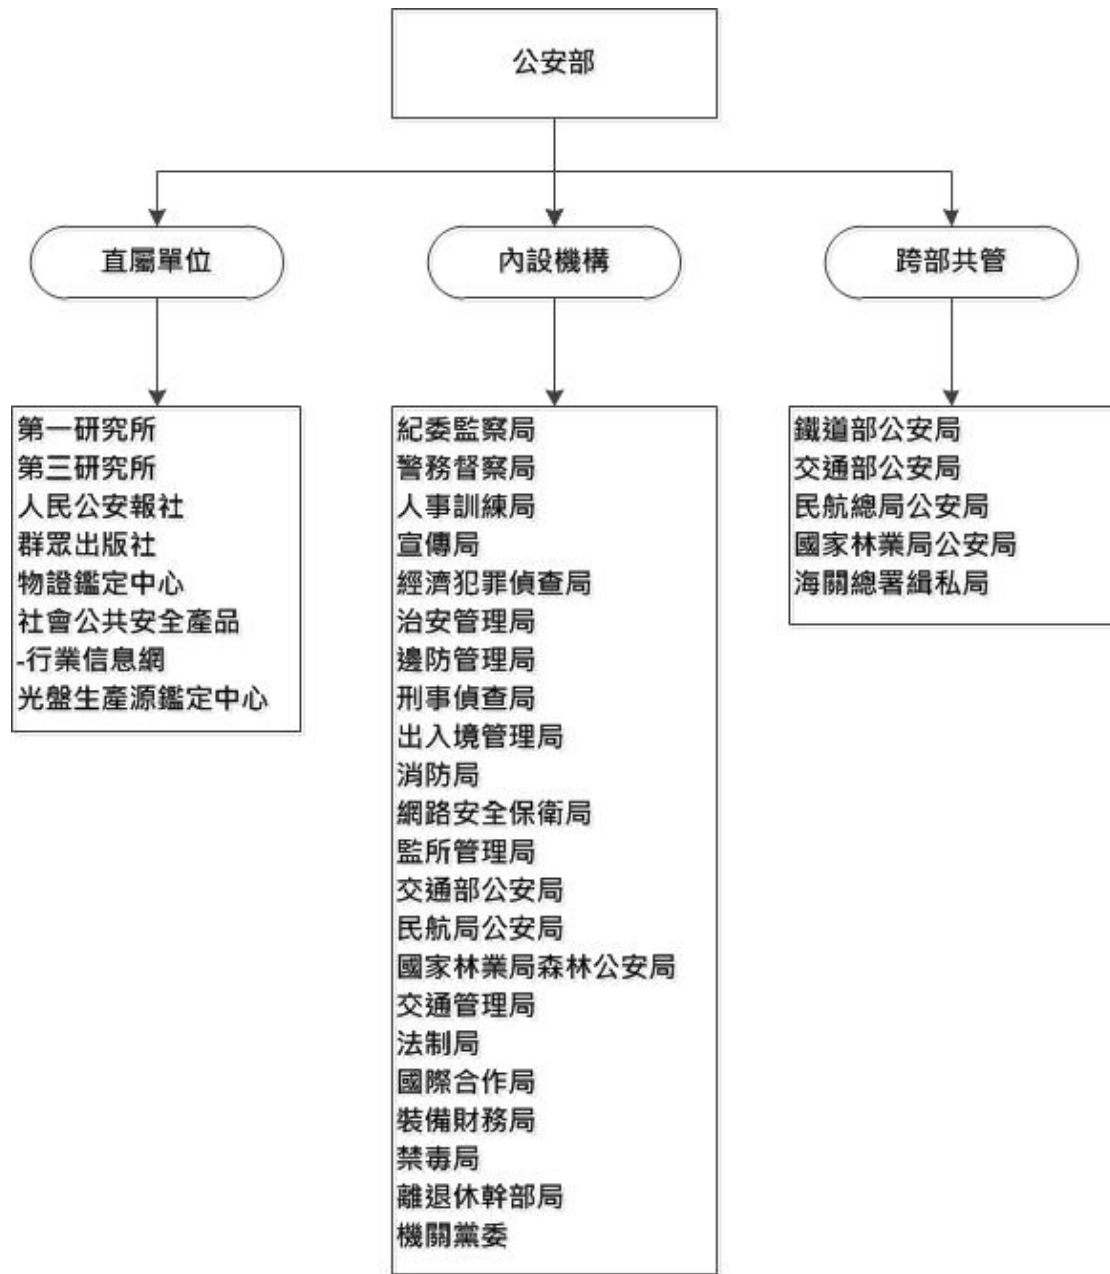 公安部
直屬單位
內設機構
跨部共管
第一研究所
第三研究所
人民公安報社
群眾出版社
物證鑑定中心
社會公共安全產品
-行業信息網
光盤生產源鑑定中心
紀委監察局
警務督察局
人事訓練局
宣傳局
經濟犯罪偵查局
治安管理局
邊防管理局
刑事偵查局
出入境管理局
消防局
網路安全保衛局
監所管理局
交通部公安局
民航局公安局
國家林業局森林公安局
交通管理局
法制局
國際合作局
裝備財務局
禁毒局
離退休幹部局
機關黨委
鐵道部公安局
交通部公安局
民航總局公安局
國家林業局公安局
海關總署緝私局